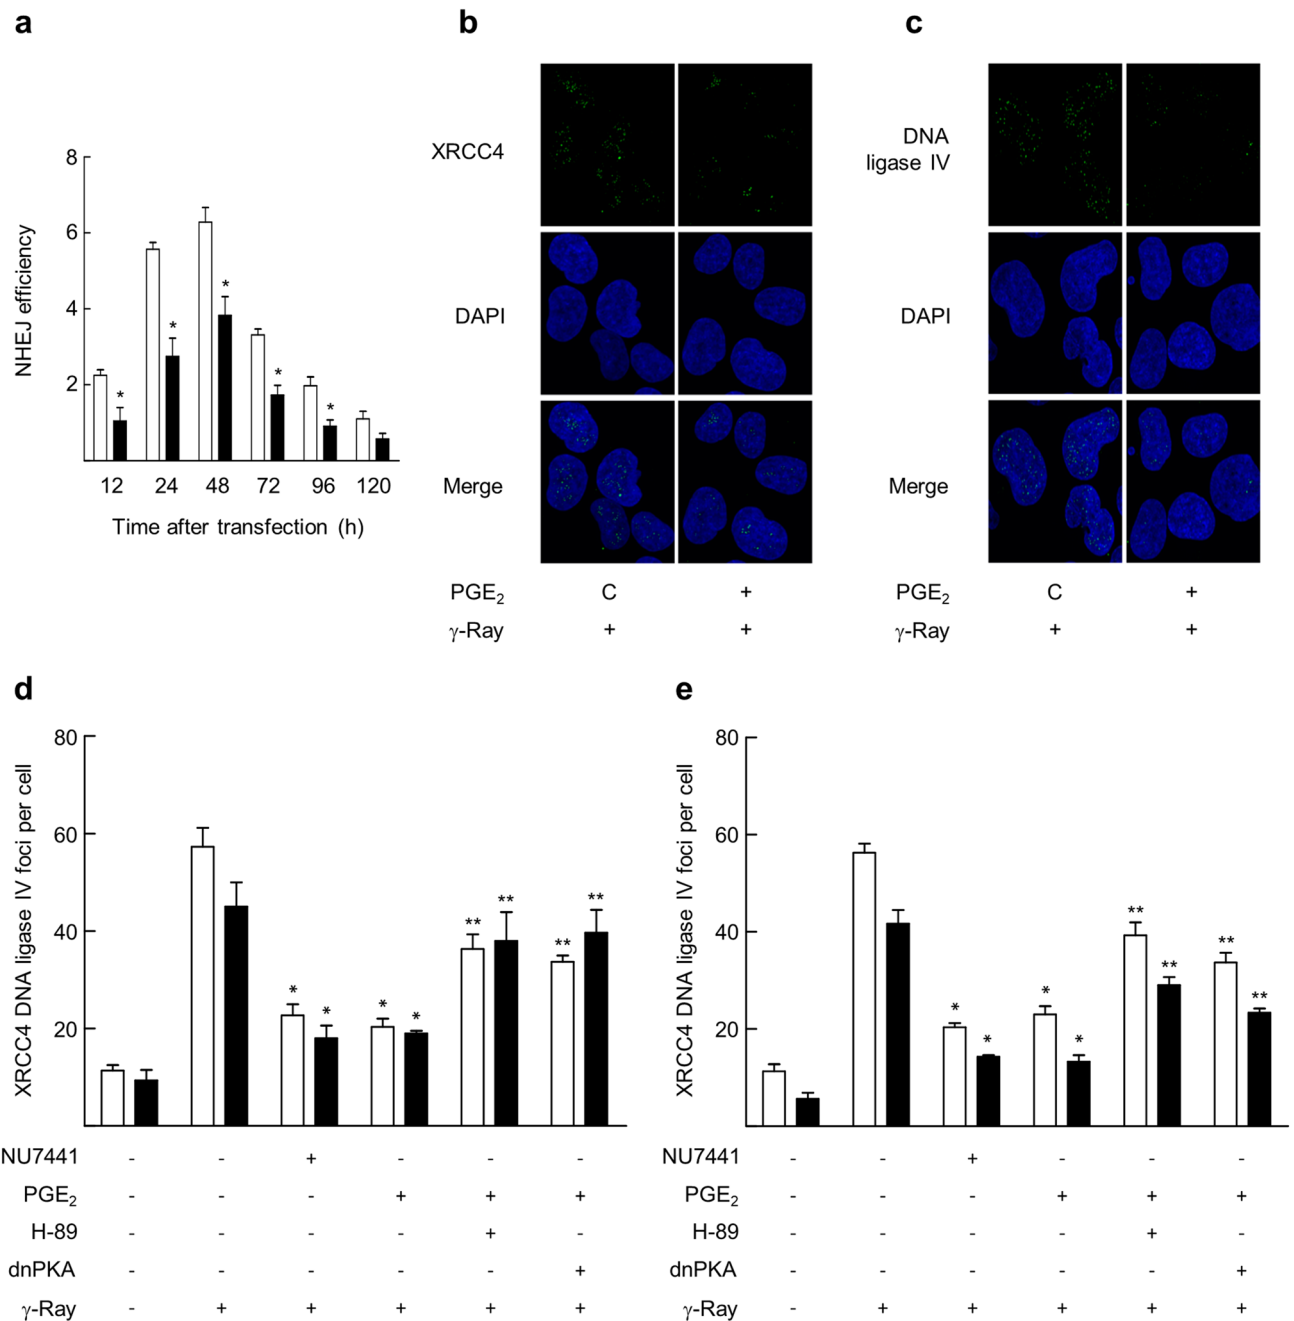 a
8
6
4
2
NHEJ efficiency
* * * * *
12 24 48 72 96 120
Time after transfection (h)
b
XRCC4
DAPI
Merge
PGE₂ C +
γ-Ray + +
c
DNA
ligase IV
DAPI
Merge
PGE₂ C +
γ-Ray + +
d
80
60
40
20
XRCC4 DNA ligase IV foci per cell
* * * * ** ** ** **
NU7441 - - + - - -
PGE₂ - - - + + +
H-89 - - - - + -
dnPKA - - - - - +
γ-Ray - + + + + +
e
80
60
40
20
XRCC4 DNA ligase IV foci per cell
* * * * ** ** ** **
NU7441 - - + - - -
PGE₂ - - - + + +
H-89 - - - - + -
dnPKA - - - - - +
γ-Ray - + + + + +